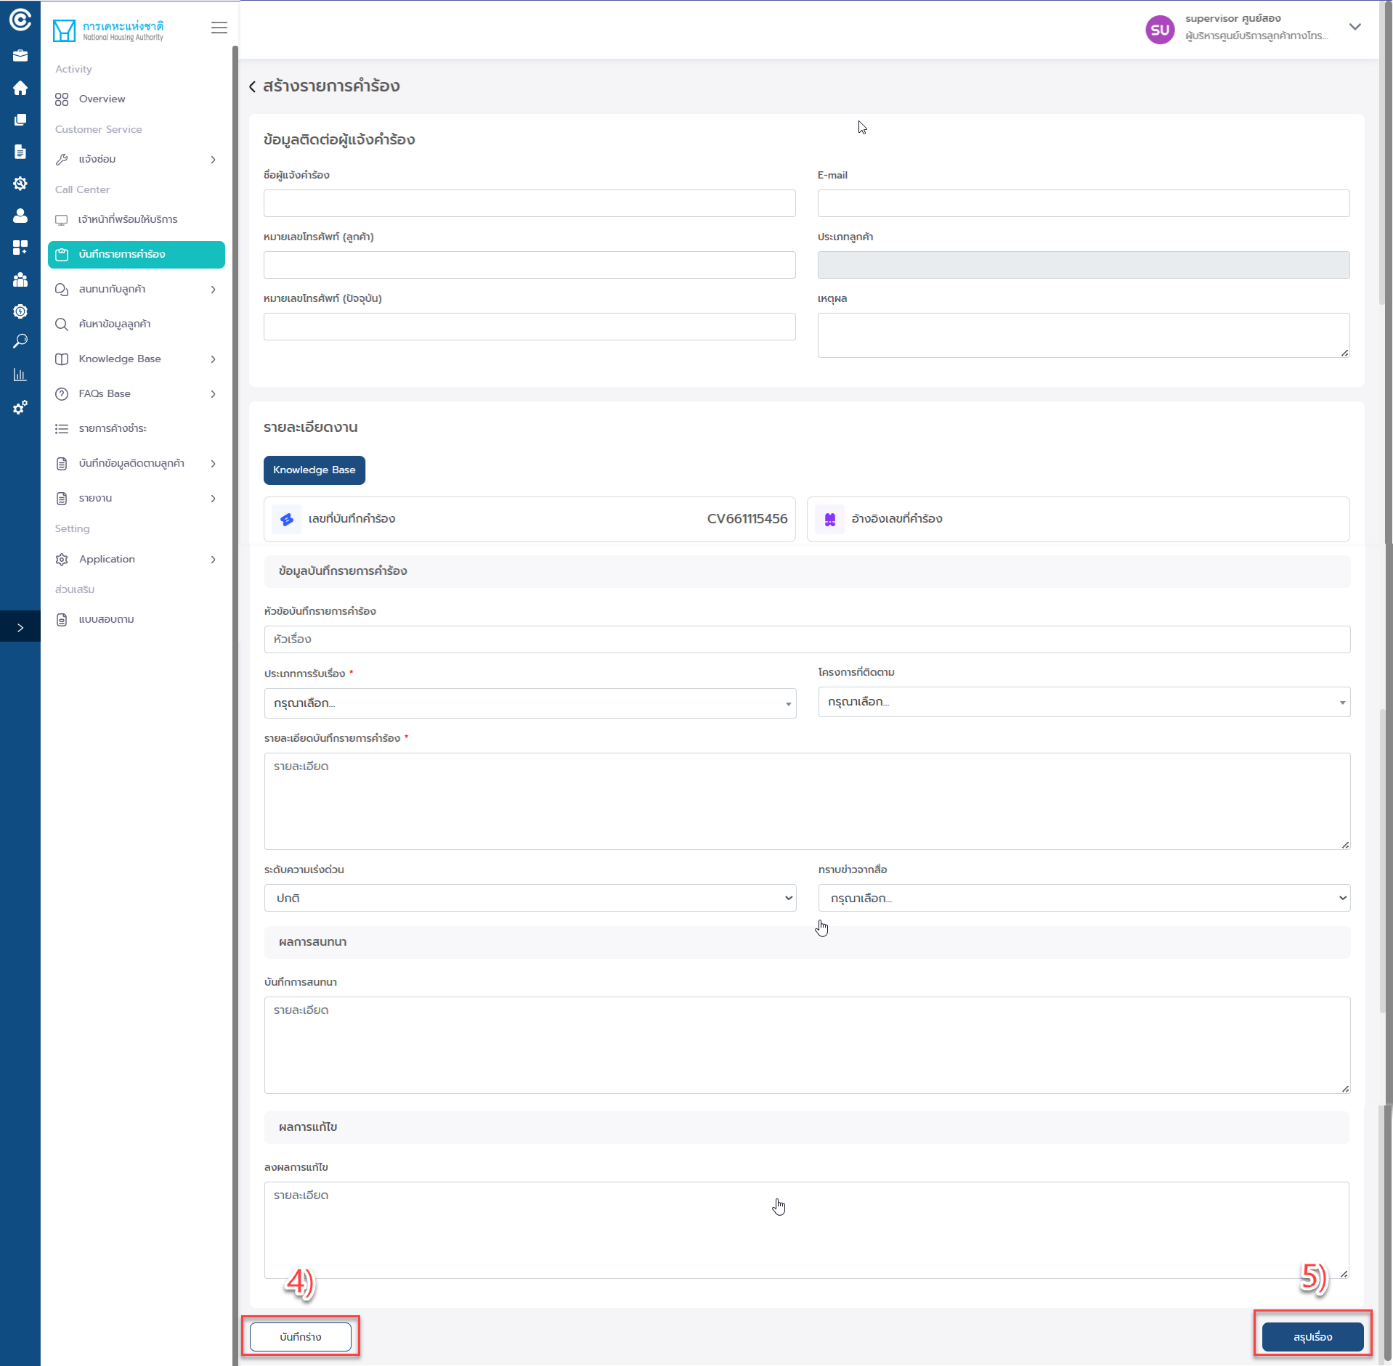 การเคหะแห่งชาติ
National Housing Authority
supervisor ศูนย์สอง
ผู้บริหารศูนย์บริการลูกค้าทางโทร...
SU
Activity
Overview
Customer Service
แจ้งซ่อม
Call Center
เจ้าหน้าที่พร้อมให้บริการ
บันทึกรายการคำร้อง
สนทนากับลูกค้า
ค้นหาข้อมูลลูกค้า
Knowledge Base
FAQs Base
รายการค้างชำระ
บันทึกข้อมูลติดตามลูกค้า
รายงาน
Setting
Application
ส่วนเสริม
แบบสอบถาม
สร้างรายการคำร้อง
ข้อมูลติดต่อผู้แจ้งคำร้อง
ชื่อผู้แจ้งคำร้อง
E-mail
หมายเลขโทรศัพท์ (ลูกค้า)
ประเภทลูกค้า
หมายเลขโทรศัพท์ (ปัจจุบัน)
เหตุผล
รายละเอียดงาน
Knowledge Base
เลขที่บันทึกคำร้อง CV661115456
อ้างอิงเลขที่คำร้อง
ข้อมูลบันทึกรายการคำร้อง
หัวข้อบันทึกรายการคำร้อง
หัวเรื่อง
ประเภทการรับเรื่อง *
โครงการที่ติดตาม
กรุณาเลือก...
กรุณาเลือก...
รายละเอียดบันทึกรายการคำร้อง *
รายละเอียด
ระดับความเร่งด่วน
ทราบข่าวจากสื่อ
ปกติ
กรุณาเลือก...
ผลการสนทนา
บันทึกการสนทนา
รายละเอียด
ผลการแก้ไข
ลงผลการแก้ไข
รายละเอียด
4)
5)
บันทึกร่าง
สรุปเรื่อง